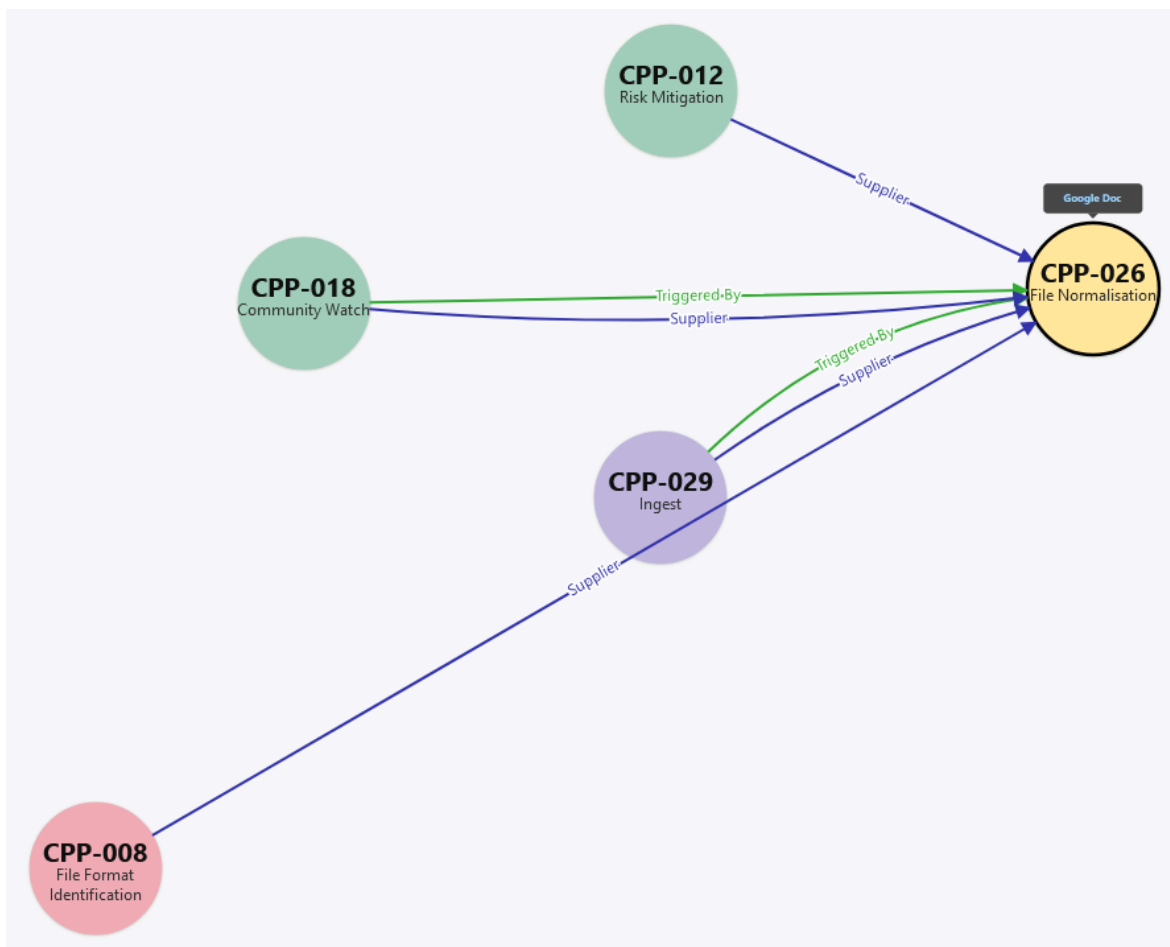 CPP-012
Risk Mitigation
Supplier
Google Doc
CPP-026
File Normalisation
CPP-018
Community Watch
Triggered By
Supplier
Triggered By
Supplier
CPP-029
Ingest
Supplier
CPP-008
File Format
Identification